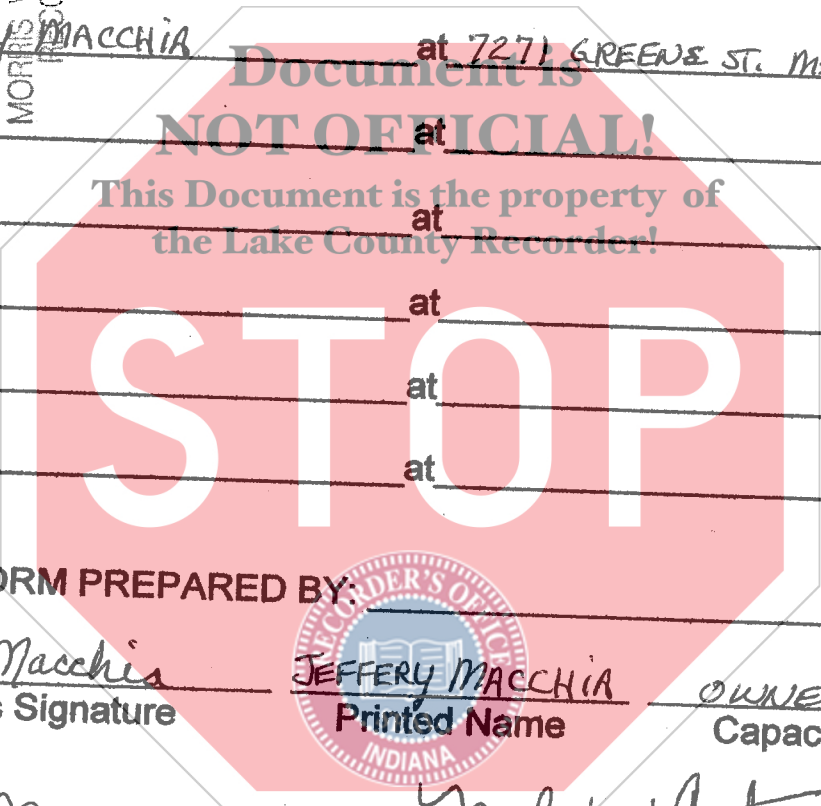 MORRIS
MACCHIA at 7271 GREENE ST.
Document is
NOT OFFICIAL!
at
This Document is the property of
at
the Lake County Recorder!
at
STOP
at
at
ORM PREPARED BY:
RECORDER'S OFFICE
Macchia JEFFERY MACCHIA OWNE
s Signature Printed Name Capac
INDIANA